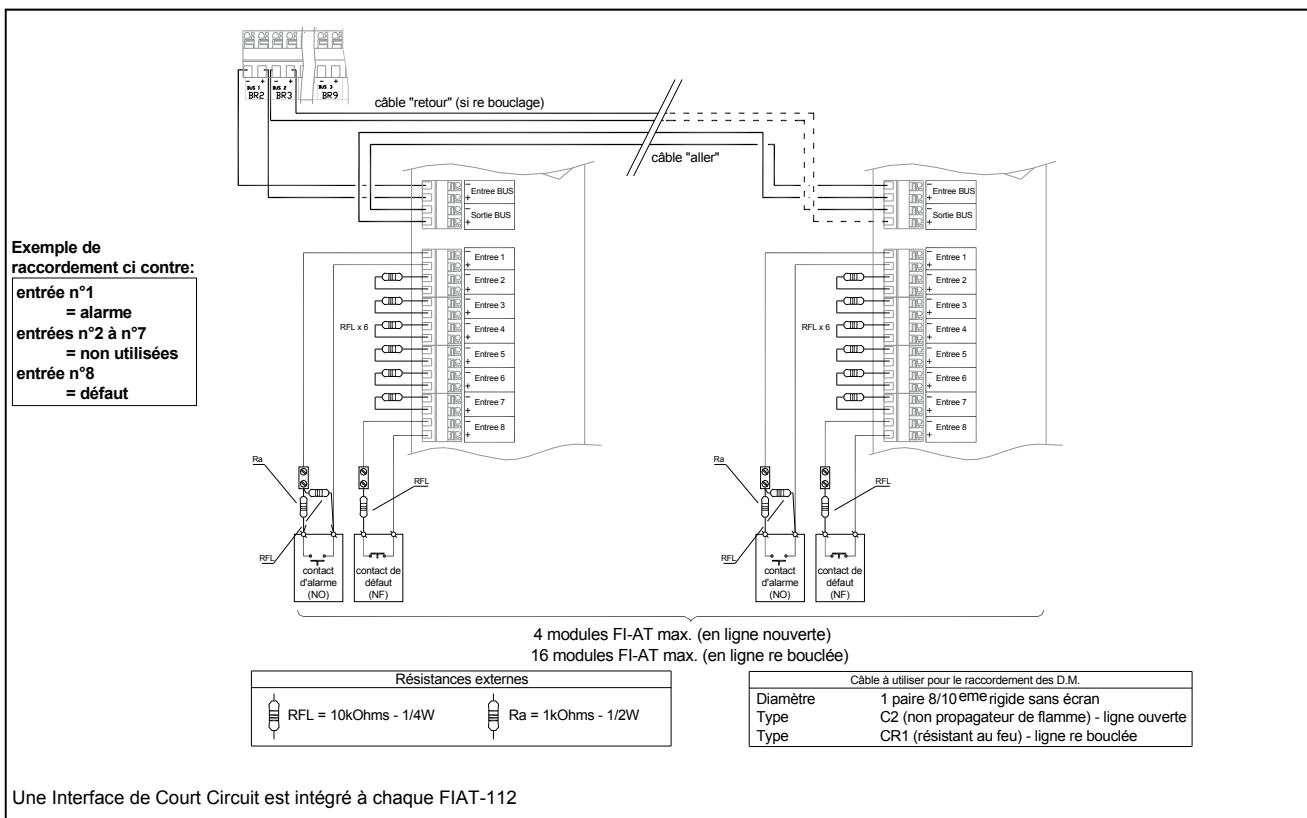 - + - + - +
BUS 1 BUS 2 BUS 3
BR2 BR3 BR9
câble "retour" (si re bouclage)
câble "aller"
- Entree BUS
+
- Sortie BUS
+
- Entree 1
+
- Entree 2
+
- Entree 3
+
- Entree 4
+
- Entree 5
+
- Entree 6
+
- Entree 7
+
- Entree 8
+
RFL x 6
Ra
RFL
RFL
contact
d'alarme
(NO)
contact de
défaut
(NF)
- Entree BUS
+
- Sortie BUS
+
- Entree 1
+
- Entree 2
+
- Entree 3
+
- Entree 4
+
- Entree 5
+
- Entree 6
+
- Entree 7
+
- Entree 8
+
RFL x 6
Ra
RFL
RFL
contact
d'alarme
(NO)
contact de
défaut
(NF)
Exemple de
raccordement ci contre:
entrée n°1
= alarme
entrées n°2 à n°7
= non utilisées
entrée n°8
= défaut
4 modules FI-AT max. (en ligne nouverte)
16 modules FI-AT max. (en ligne re bouclée)
Résistances externes
RFL = 10kOhms - 1/4W Ra = 1kOhms - 1/2W
Câble à utiliser pour le raccordement des D.M.
Diamètre 1 paire 8/10 eme rigide sans écran
Type C2 (non propagateur de flamme) - ligne ouverte
Type CR1 (résistant au feu) - ligne re bouclée
Une Interface de Court Circuit est intégré à chaque FIAT-112